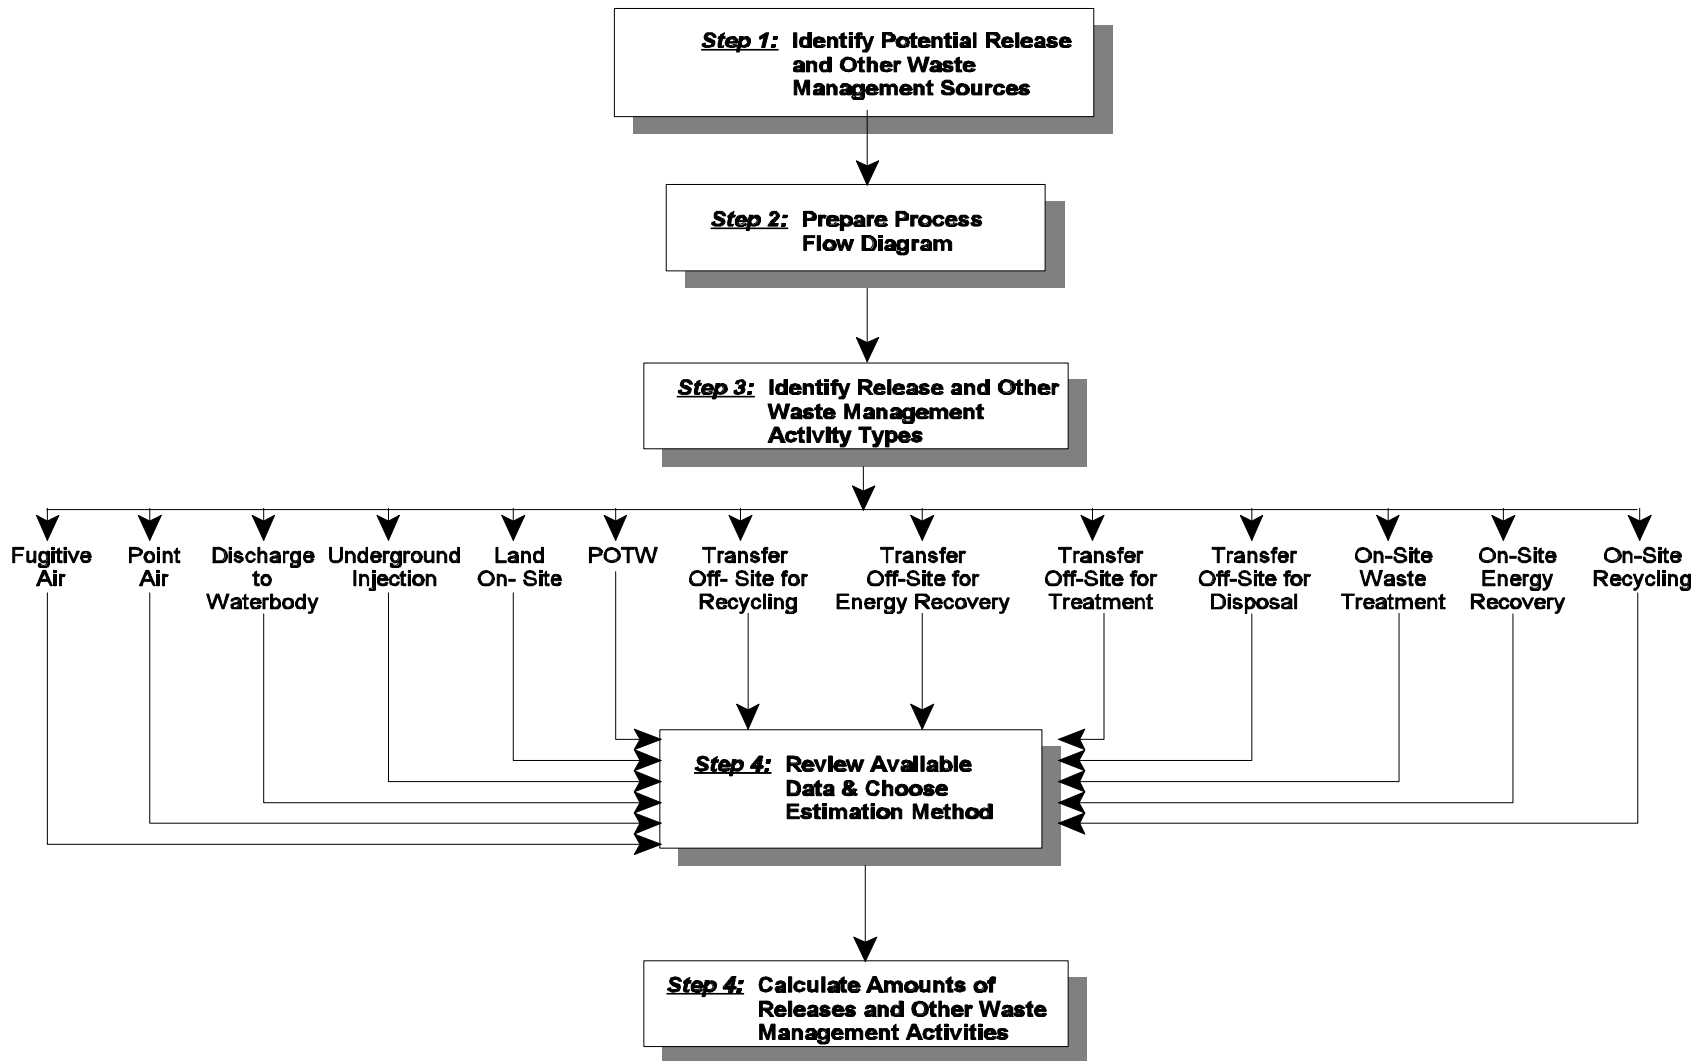 Step 1: Identify Potential Release
and Other Waste
Management Sources
Step 2: Prepare Process
Flow Diagram
Step 3: Identify Release and Other
Waste Management
Activity Types
Fugitive
Air
Point
Air
Discharge
to
Waterbody
Underground
Injection
Land
On- Site
POTW
Transfer
Off- Site for
Recycling
Transfer
Off-Site for
Energy Recovery
Transfer
Off-Site for
Treatment
Transfer
Off-Site for
Disposal
On-Site
Waste
Treatment
On-Site
Energy
Recovery
On-Site
Recycling
Step 4: Review Available
Data & Choose
Estimation Method
Step 4: Calculate Amounts of
Releases and Other Waste
Management Activities